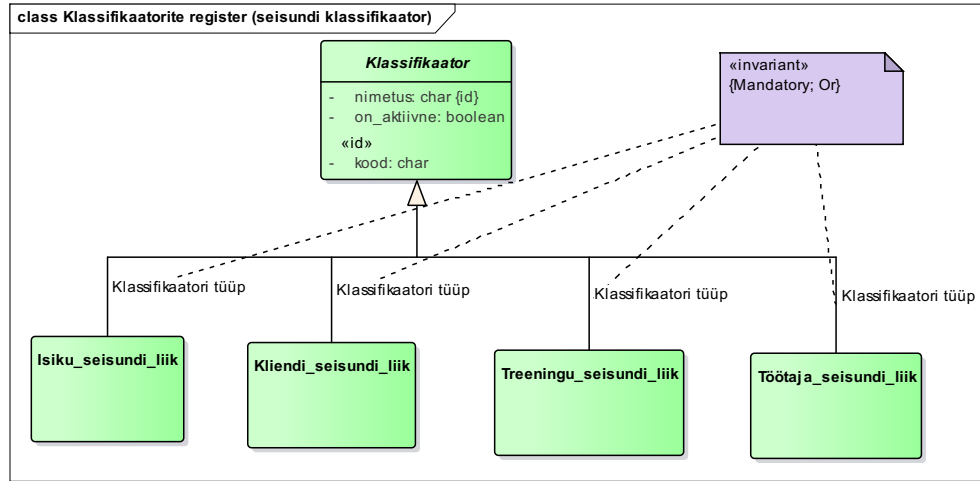 class Klassifikaatorite register (seisundi klassifikaator)
Klassifikaator
- nimetus: char {id}
- on_aktiivne: boolean
«id»
- kood: char
«invariant»
{Mandatory; Or}
Klassifikaatori tüüp
Klassifikaatori tüüp
Klassifikaatori tüüp
Klassifikaatori tüüp
Isiku_seisundi_liik
Kliendi_seisundi_liik
Treeningu_seisundi_liik
Töötaja_seisundi_liik